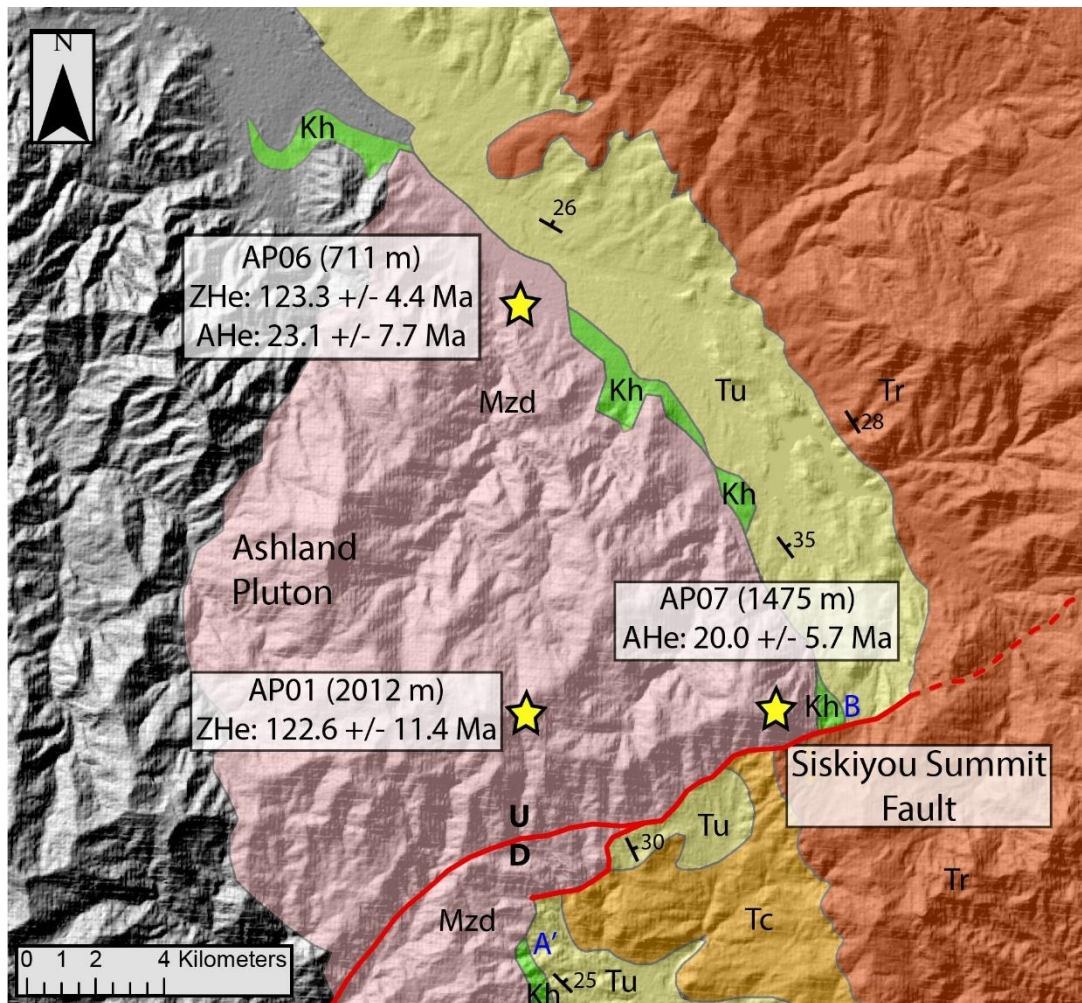 N
Kh
26
AP06 (711 m)
ZHe: 123.3 +/- 4.4 Ma
AHe: 23.1 +/- 7.7 Ma
Mzd
Kh
Tu
Tr
28
Kh
35
Ashland
Pluton
AP07 (1475 m)
AHe: 20.0 +/- 5.7 Ma
AP01 (2012 m)
ZHe: 122.6 +/- 11.4 Ma
Kh
B
Siskiyou Summit
Fault
U
D
30
Tu
Mzd
Tc
Tr
A'
Kh
25
Tu
0 1 2 4 Kilometers